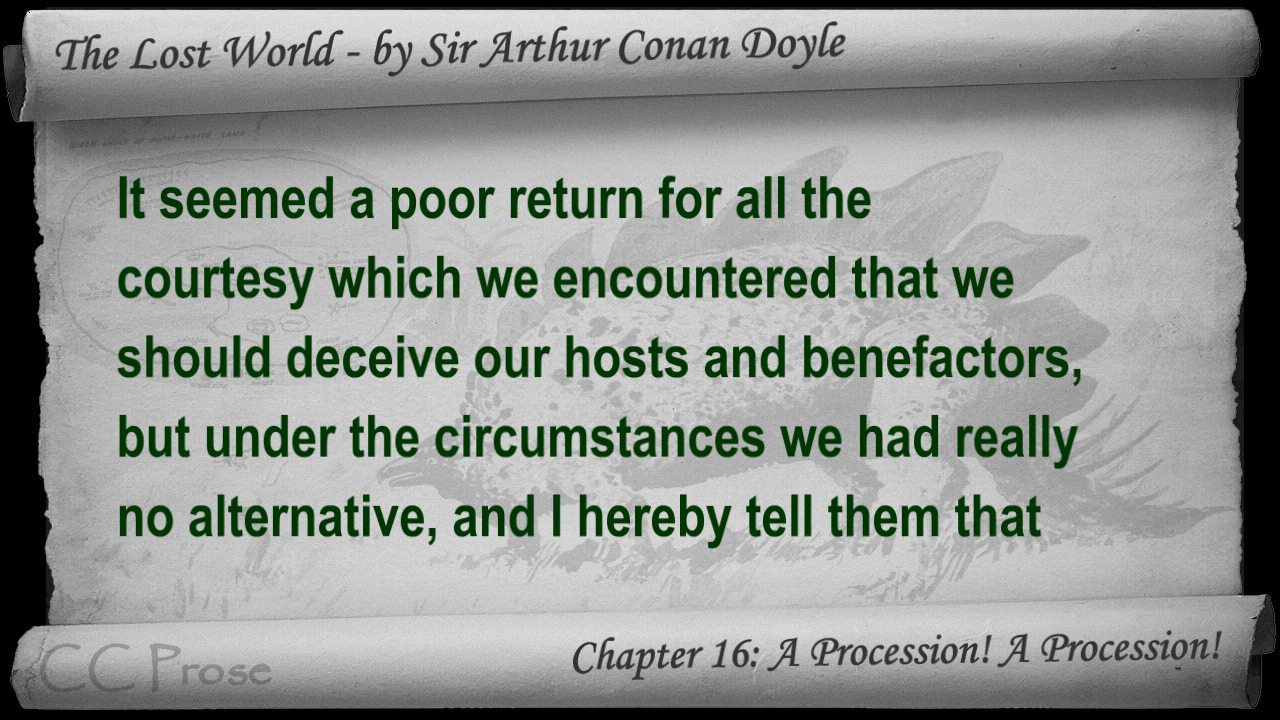 The Lost World - by Sir Arthur Conan Doyle
It seemed a poor return for all the
courtesy which we encountered that we
should deceive our hosts and benefactors,
but under the circumstances we had really
no alternative, and I hereby tell them that
CC Prose
Chapter 16: A Procession! A Procession!